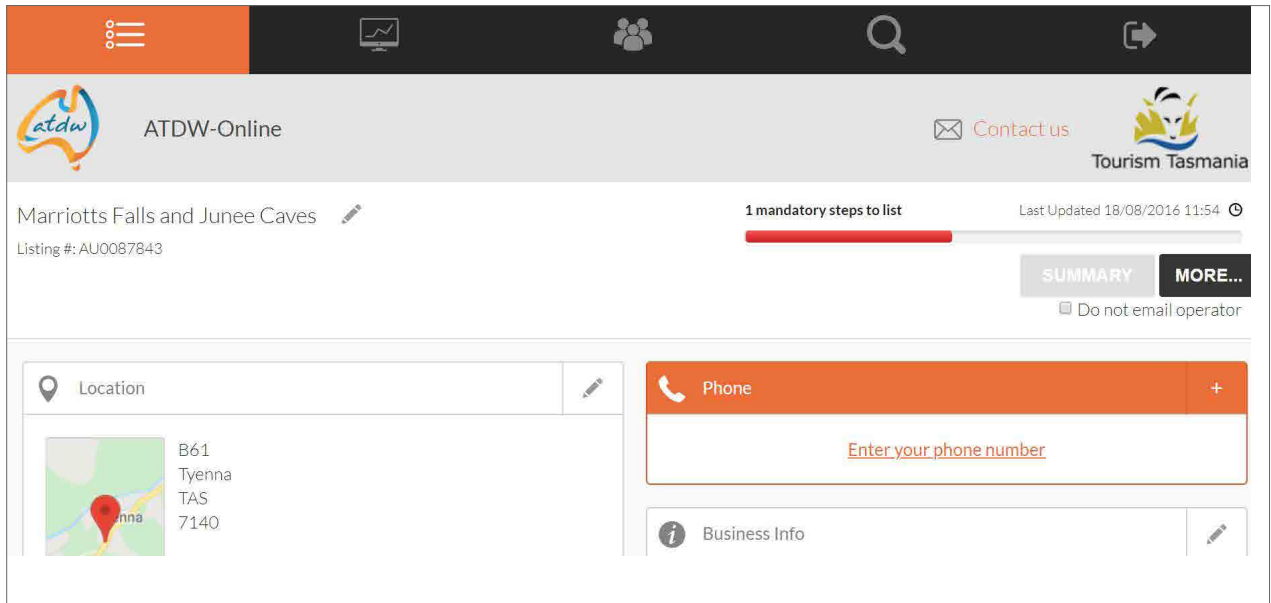 atdw
ATDW-Online
Contact us
Tourism Tasmania
Marriotts Falls and Junee Caves
Listing #: AU0087843
1 mandatory steps to list
Last Updated 18/08/2016 11:54
SUMMARY
MORE...
Do not email operator
Location
B61
Tyenna
TAS
7140
enna
Phone
+
Enter your phone number
Business Info